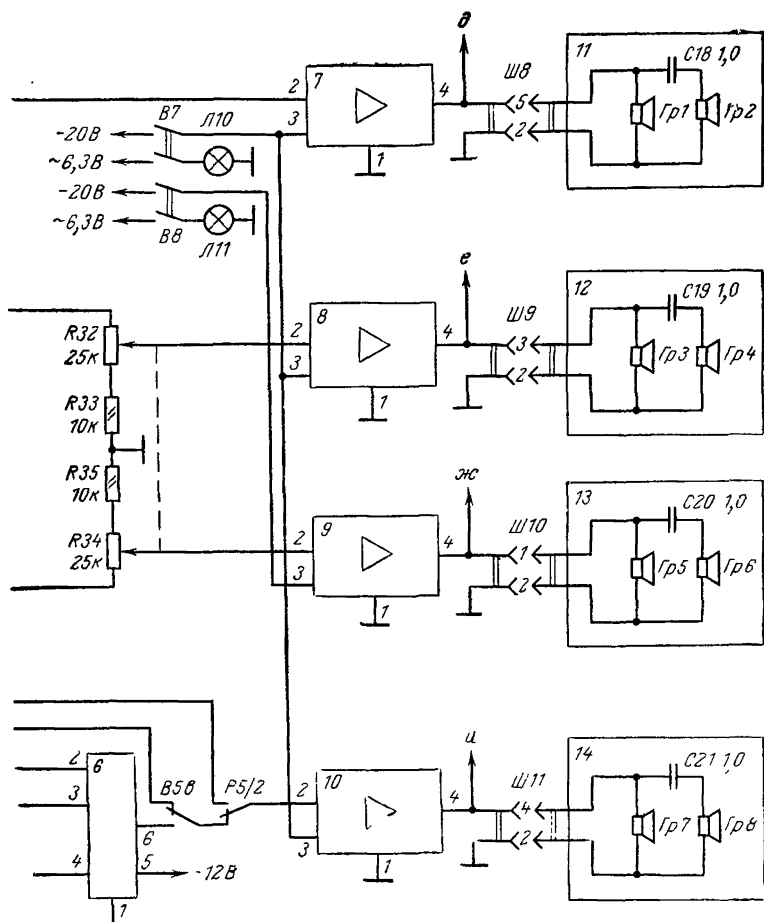 д
Ш8
11
С18 1,0
7
2
4
5
Гр1
Гр2
3
2
1
В7
Л10
-20В
~6,3В
-20В
~6,3В
В8
Л11
е
12
С19 1,0
Ш9
R32
25к
2
8
4
3
Гр3
Гр4
3
2
1
R33
10к
R35
10к
ж
13
С20 1,0
Ш10
R34
25к
2
9
4
1
Гр5
Гр6
3
2
1
и
14
С21 1,0
Ш11
2
6
В5в
Р5/2
2
10
4
4
Гр7
Гр8
3
6
3
2
4
5
-12В
1
1